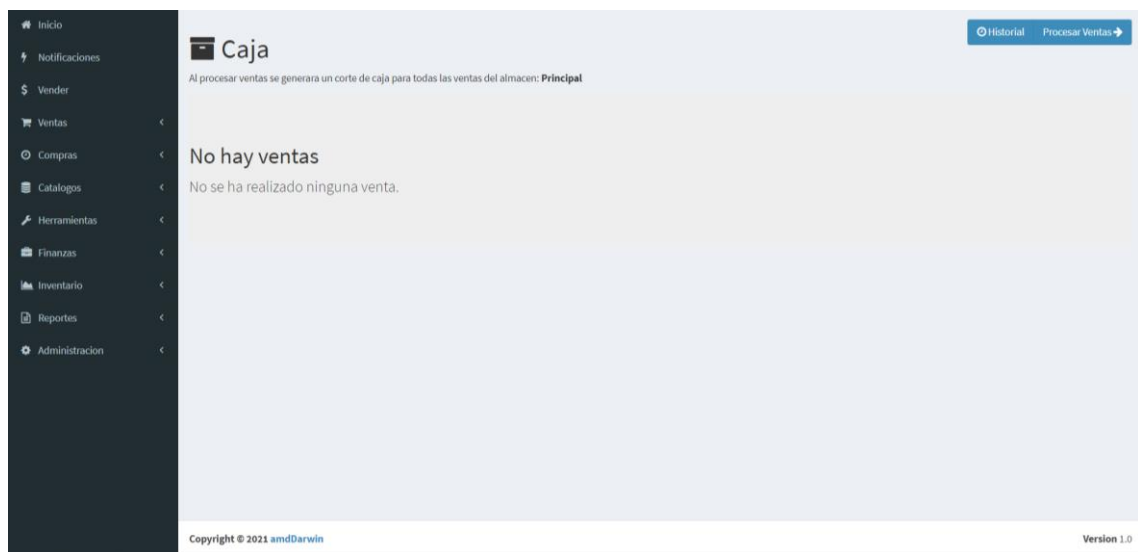 Inicio
Notificaciones
Vender
Ventas
Compras
Catalogos
Herramientas
Finanzas
Inventario
Reportes
Administracion
Historial
Procesar Ventas
Caja
Al procesar ventas se generara un corte de caja para todas las ventas del almacen: Principal
No hay ventas
No se ha realizado ninguna venta.
Copyright © 2021 amdDarwin
Version 1.0